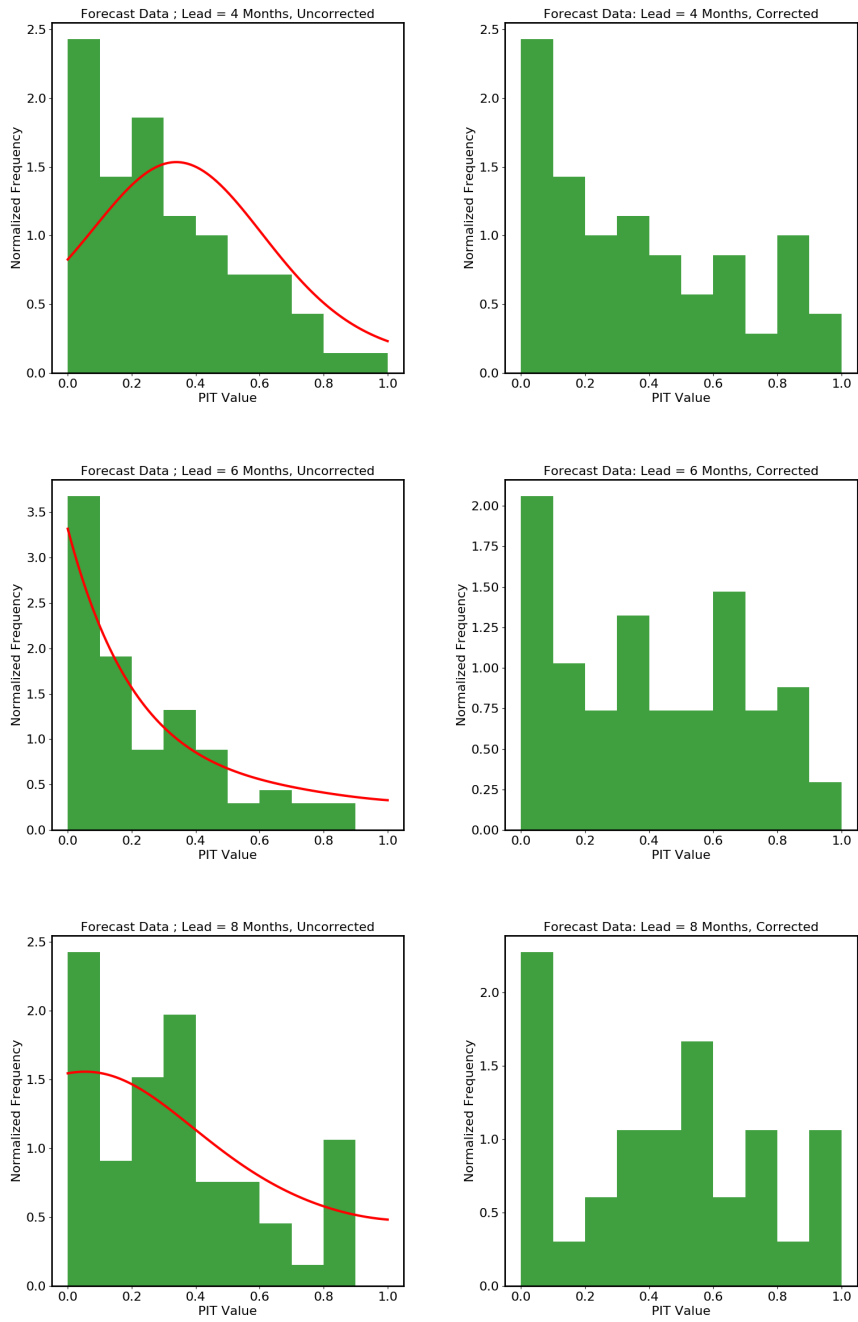 Forecast Data ; Lead = 4 Months, Uncorrected
Normalized Frequency
2.5
2.0
1.5
1.0
0.5
0.0
0.0 0.2 0.4 0.6 0.8 1.0
PIT Value
Forecast Data: Lead = 4 Months, Corrected
Normalized Frequency
2.5
2.0
1.5
1.0
0.5
0.0
0.0 0.2 0.4 0.6 0.8 1.0
PIT Value
Forecast Data ; Lead = 6 Months, Uncorrected
Normalized Frequency
3.5
3.0
2.5
2.0
1.5
1.0
0.5
0.0
0.0 0.2 0.4 0.6 0.8 1.0
PIT Value
Forecast Data: Lead = 6 Months, Corrected
Normalized Frequency
2.00
1.75
1.50
1.25
1.00
0.75
0.50
0.25
0.00
0.0 0.2 0.4 0.6 0.8 1.0
PIT Value
Forecast Data ; Lead = 8 Months, Uncorrected
Normalized Frequency
2.5
2.0
1.5
1.0
0.5
0.0
0.0 0.2 0.4 0.6 0.8 1.0
PIT Value
Forecast Data: Lead = 8 Months, Corrected
Normalized Frequency
2.0
1.5
1.0
0.5
0.0
0.0 0.2 0.4 0.6 0.8 1.0
PIT Value